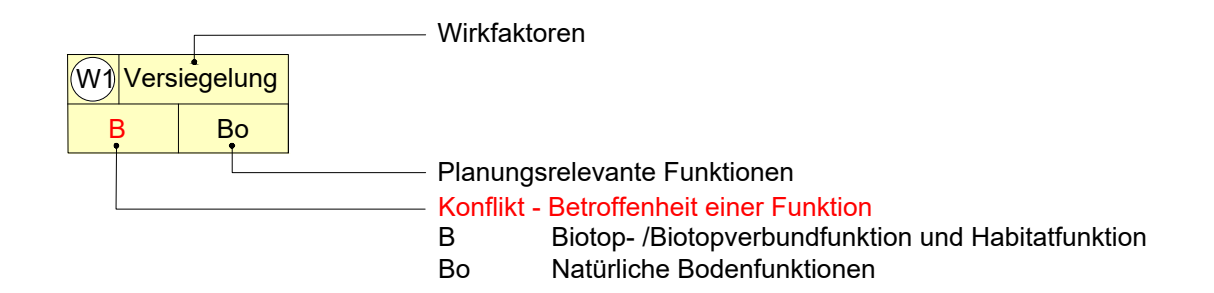 Wirkfaktoren
W1 Versiegelung
B Bo
Planungsrelevante Funktionen
Konflikt - Betroffenheit einer Funktion
B Biotop- /Biotopverbundfunktion und Habitatfunktion
Bo Natürliche Bodenfunktionen